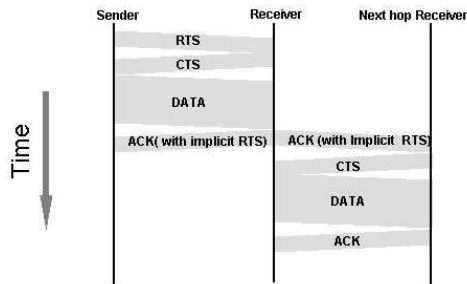 Sender Receiver Next hop Receiver
RTS
CTS
DATA
ACK( with implicit RTS) ACK (with Implicit RTS)
CTS
DATA
ACK
Time